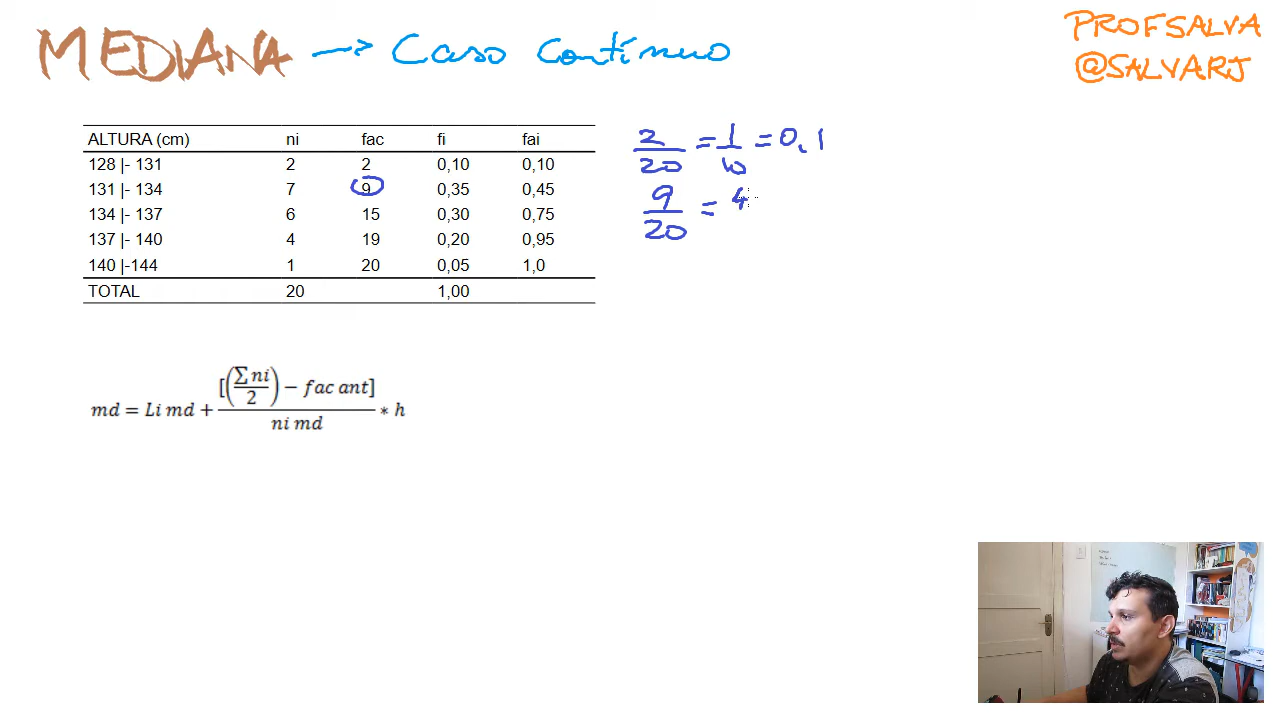 MEDIANA → Caso Contínuo
PROFSALVA
@SALVARJ
ALTURA (cm) ni fac fi fai
128 |- 131 2 2 0,10 0,10
131 |- 134 7 9 0,35 0,45
134 |- 137 6 15 0,30 0,75
137 |- 140 4 19 0,20 0,95
140 |-144 1 20 0,05 1,0
TOTAL 20 1,00
2/20 = 1/10 = 0,1
9/20 = 4
md = Li md + [(∑ ni/2) − fac ant]/ni md * h